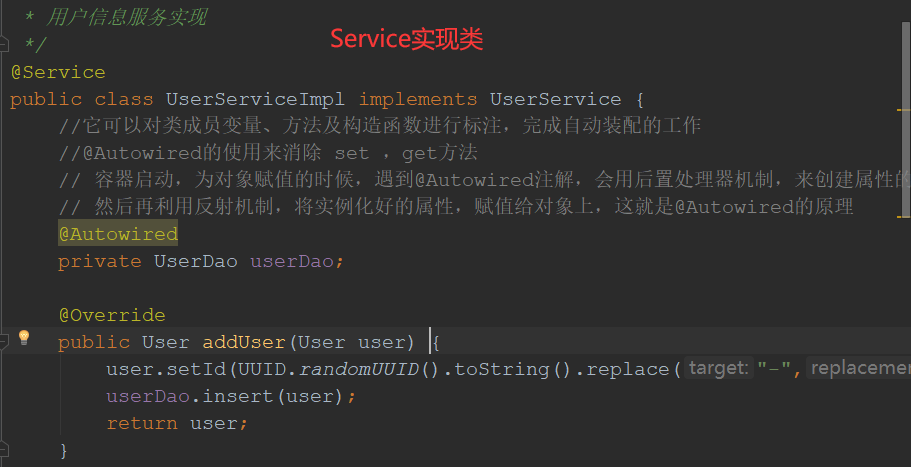 * 用户信息服务实现
Service实现类
*/
@Service
public class UserServiceImpl implements UserService {
//它可以对类成员变量、方法及构造函数进行标注，完成自动装配的工作
//@Autowired的使用来消除 set ，get方法
// 容器启动，为对象赋值的时候，遇到@Autowired注解，会用后置处理器机制，来创建属性的
// 然后再利用反射机制，将实例化好的属性，赋值给对象上，这就是@Autowired的原理
@Autowired
private UserDao userDao;
@Override
public User addUser(User user) {
user.setId(UUID.randomUUID().toString().replace( target: "-",
userDao.insert(user);
return user;
}